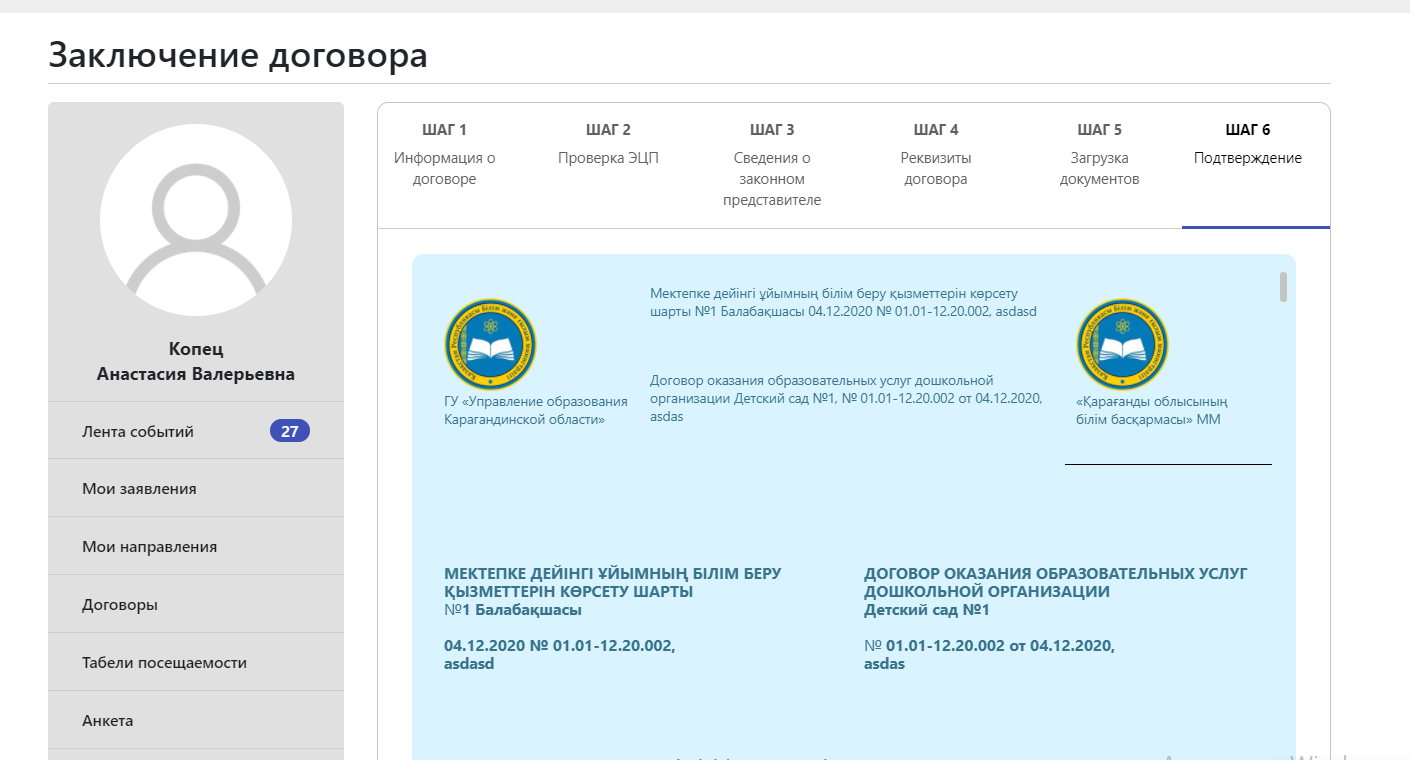 Заключение договора
Копец
Анастасия Валерьевна
Лента событий 27
Мои заявления
Мои направления
Договоры
Табели посещаемости
Анкета
ШАГ 1
Информация о
договоре
ШАГ 2
Проверка ЭЦП
ШАГ 3
Сведения о
законном
представителе
ШАГ 4
Реквизиты
договора
ШАГ 5
Загрузка
документов
ШАГ 6
Подтверждение
ГУ «Управление образования
Карагандинской области»
Мектепке дейінгі ұйымның білім беру қызметтерін көрсету
шарты №1 Балабақшасы 04.12.2020 № 01.01-12.20.002, asdasd
Договор оказания образовательных услуг дошкольной
организации Детский сад №1, № 01.01-12.20.002 от 04.12.2020,
asdas
«Қарағанды облысының
білім басқармасы» ММ
МЕКТЕПКЕ ДЕЙІНГІ ҰЙЫМНЫҢ БІЛІМ БЕРУ
ҚЫЗМЕТТЕРІН КӨРСЕТУ ШАРТЫ
№1 Балабақшасы
04.12.2020 № 01.01-12.20.002,
asdasd
ДОГОВОР ОКАЗАНИЯ ОБРАЗОВАТЕЛЬНЫХ УСЛУГ
ДОШКОЛЬНОЙ ОРГАНИЗАЦИИ
Детский сад №1
№ 01.01-12.20.002 от 04.12.2020,
asdas